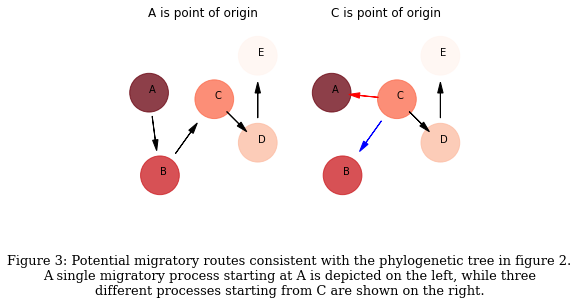 A is point of origin
C is point of origin
E
A
C
D
B
E
A
C
D
B
Figure 3: Potential migratory routes consistent with the phylogenetic tree in figure 2.
A single migratory process starting at A is depicted on the left, while three
different processes starting from C are shown on the right.